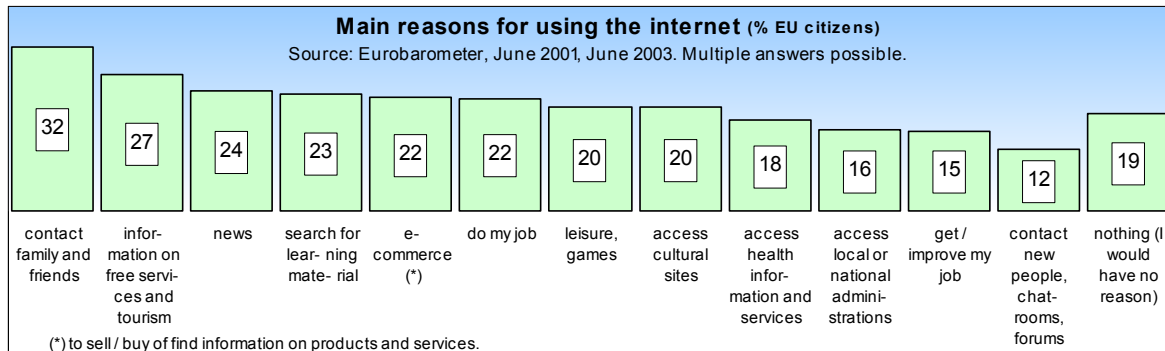 Main reasons for using the internet (% EU citizens)
Source: Eurobarometer, June 2001, June 2003. Multiple answers possible.
32
27
24
23
22
22
20
20
18
16
15
12
19
contact
family and
friends
infor-
mation on
free servi-
ces and
tourism
news
search for
lear- ning
mate- rial
e-
commerce
(*)
do my job
leisure,
games
access
cultural
sites
access
health
infor-
mation and
services
access
local or
national
admini-
strations
get /
improve my
job
contact
new
people,
chat-
rooms,
forums
nothing (I
would
have no
reason)
(*) to sell / buy of find information on products and services.